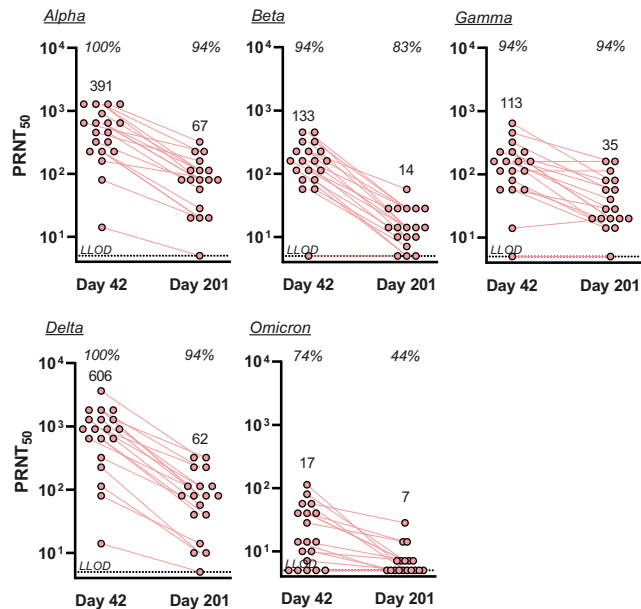 Alpha
100% 94%
10⁴
391
10³
67
10²
10¹
LLOD
PRNT₅₀
Day 42 Day 201
Beta
94% 83%
10⁴
133
10³
14
10²
10¹
LLOD
Day 42 Day 201
Gamma
94% 94%
10⁴
113
10³
35
10²
10¹
LLOD
Day 42 Day 201
Delta
100% 94%
10⁴
606
10³
62
10²
10¹
LLOD
PRNT₅₀
Day 42 Day 201
Omicron
74% 44%
10⁴
10³
17
10²
7
10¹
LLOD
Day 42 Day 201